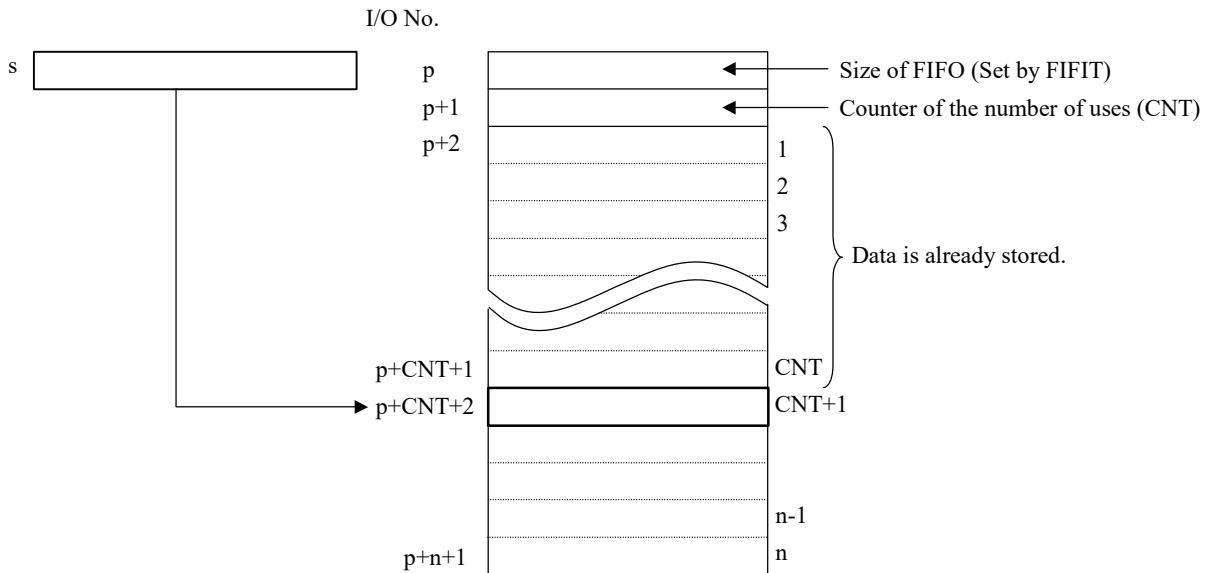 I/O No.
s
p
Size of FIFO (Set by FIFIT)
p+1
Counter of the number of uses (CNT)
p+2
1
2
3
Data is already stored.
p+CNT+1
CNT
p+CNT+2
CNT+1
n-1
p+n+1
n